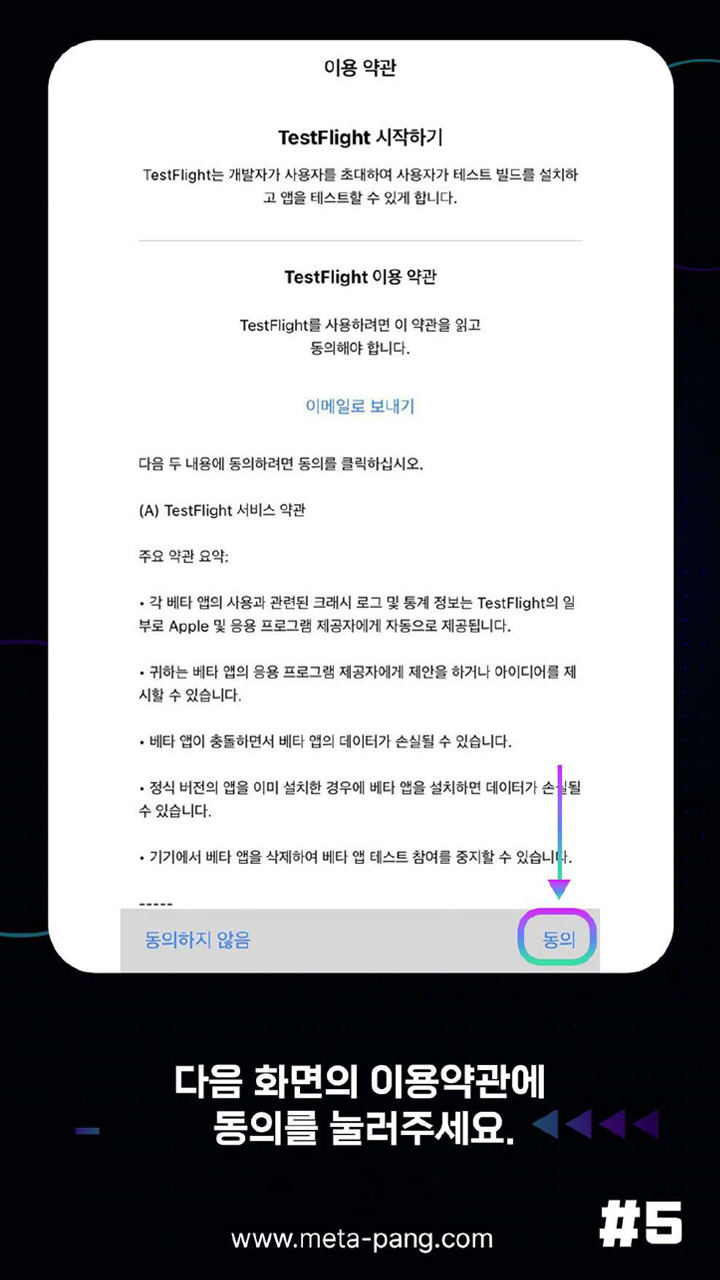 이용 약관
TestFlight 시작하기
TestFlight는 개발자가 사용자를 초대하여 사용자가 테스트 빌드를 설치하
고 앱을 테스트할 수 있게 합니다.
TestFlight 이용 약관
TestFlight를 사용하려면 이 약관을 읽고
동의해야 합니다.
이메일로 보내기
다음 두 내용에 동의하려면 동의를 클릭하십시오.
(A) TestFlight 서비스 약관
주요 약관 요약:
• 각 베타 앱의 사용과 관련된 크래시 로그 및 통계 정보는 TestFlight의 일
부로 Apple 및 응용 프로그램 제공자에게 자동으로 제공됩니다.
• 귀하는 베타 앱의 응용 프로그램 제공자에게 제안을 하거나 아이디어를 제
시할 수 있습니다.
• 베타 앱이 충돌하면서 베타 앱의 데이터가 손실될 수 있습니다.
• 정식 버전의 앱을 이미 설치한 경우에 베타 앱을 설치하면 데이터가 손실될
수 있습니다.
• 기기에서 베타 앱을 삭제하여 베타 앱 테스트 참여를 중지할 수 있습니다.
-----
동의하지 않음
동의
다음 화면의 이용약관에
동의를 눌러주세요.
#5
www.meta-pang.com